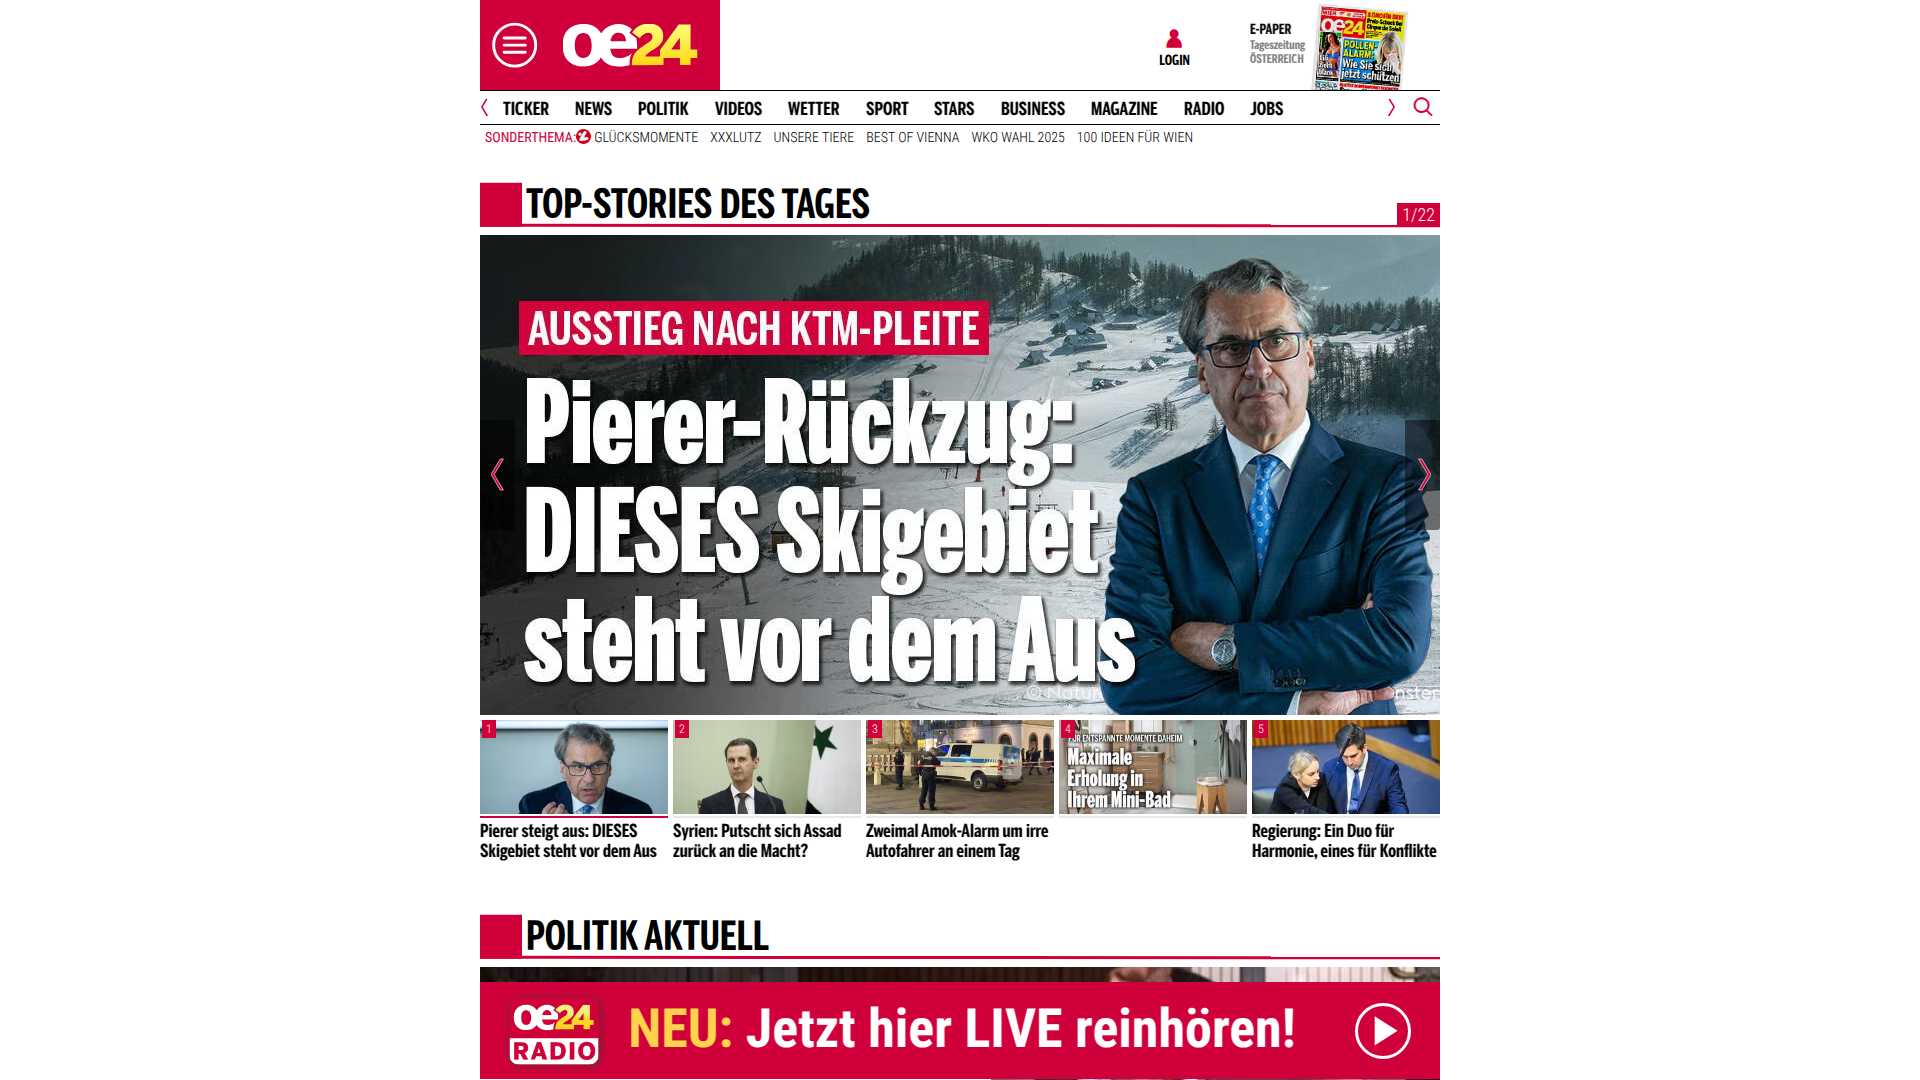 oe24
LOGIN
E-PAPER
Tageszeitung
ÖSTERREICH
oe24
POLLEN-
ALARM:
Wie Sie sich
jetzt schützen
TICKER NEWS POLITIK VIDEOS WETTER SPORT STARS BUSINESS MAGAZINE RADIO JOBS
SONDERTHEMA: GLÜCKSMOMENTE XXXLUTZ UNSERE TIERE BEST OF VIENNA WKO WAHL 2025 100 IDEEN FÜR WIEN
TOP-STORIES DES TAGES
1/22
AUSSTIEG NACH KTM-PLEITE
Pierer-Rückzug:
DIESES Skigebiet
steht vor dem Aus
1
2
3
4
FÜR ENTSPANNTE MOMENTE DAHEIM
Maximale
Erholung in
Ihrem Mini-Bad
5
Pierer steigt aus: DIESES
Skigebiet steht vor dem Aus
Syrien: Putscht sich Assad
zurück an die Macht?
Zweimal Amok-Alarm um irre
Autofahrer an einem Tag
Regierung: Ein Duo für
Harmonie, eines für Konflikte
POLITIK AKTUELL
oe24
RADIO
NEU: Jetzt hier LIVE reinhören!